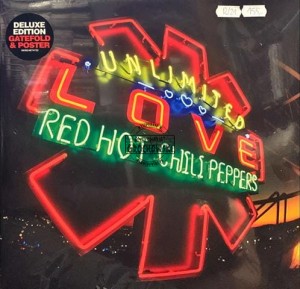 DELUXE
EDITION
GATEFOLD
& POSTER
UNLIMITED
LOVE
RED HOT CHILI PEPPERS